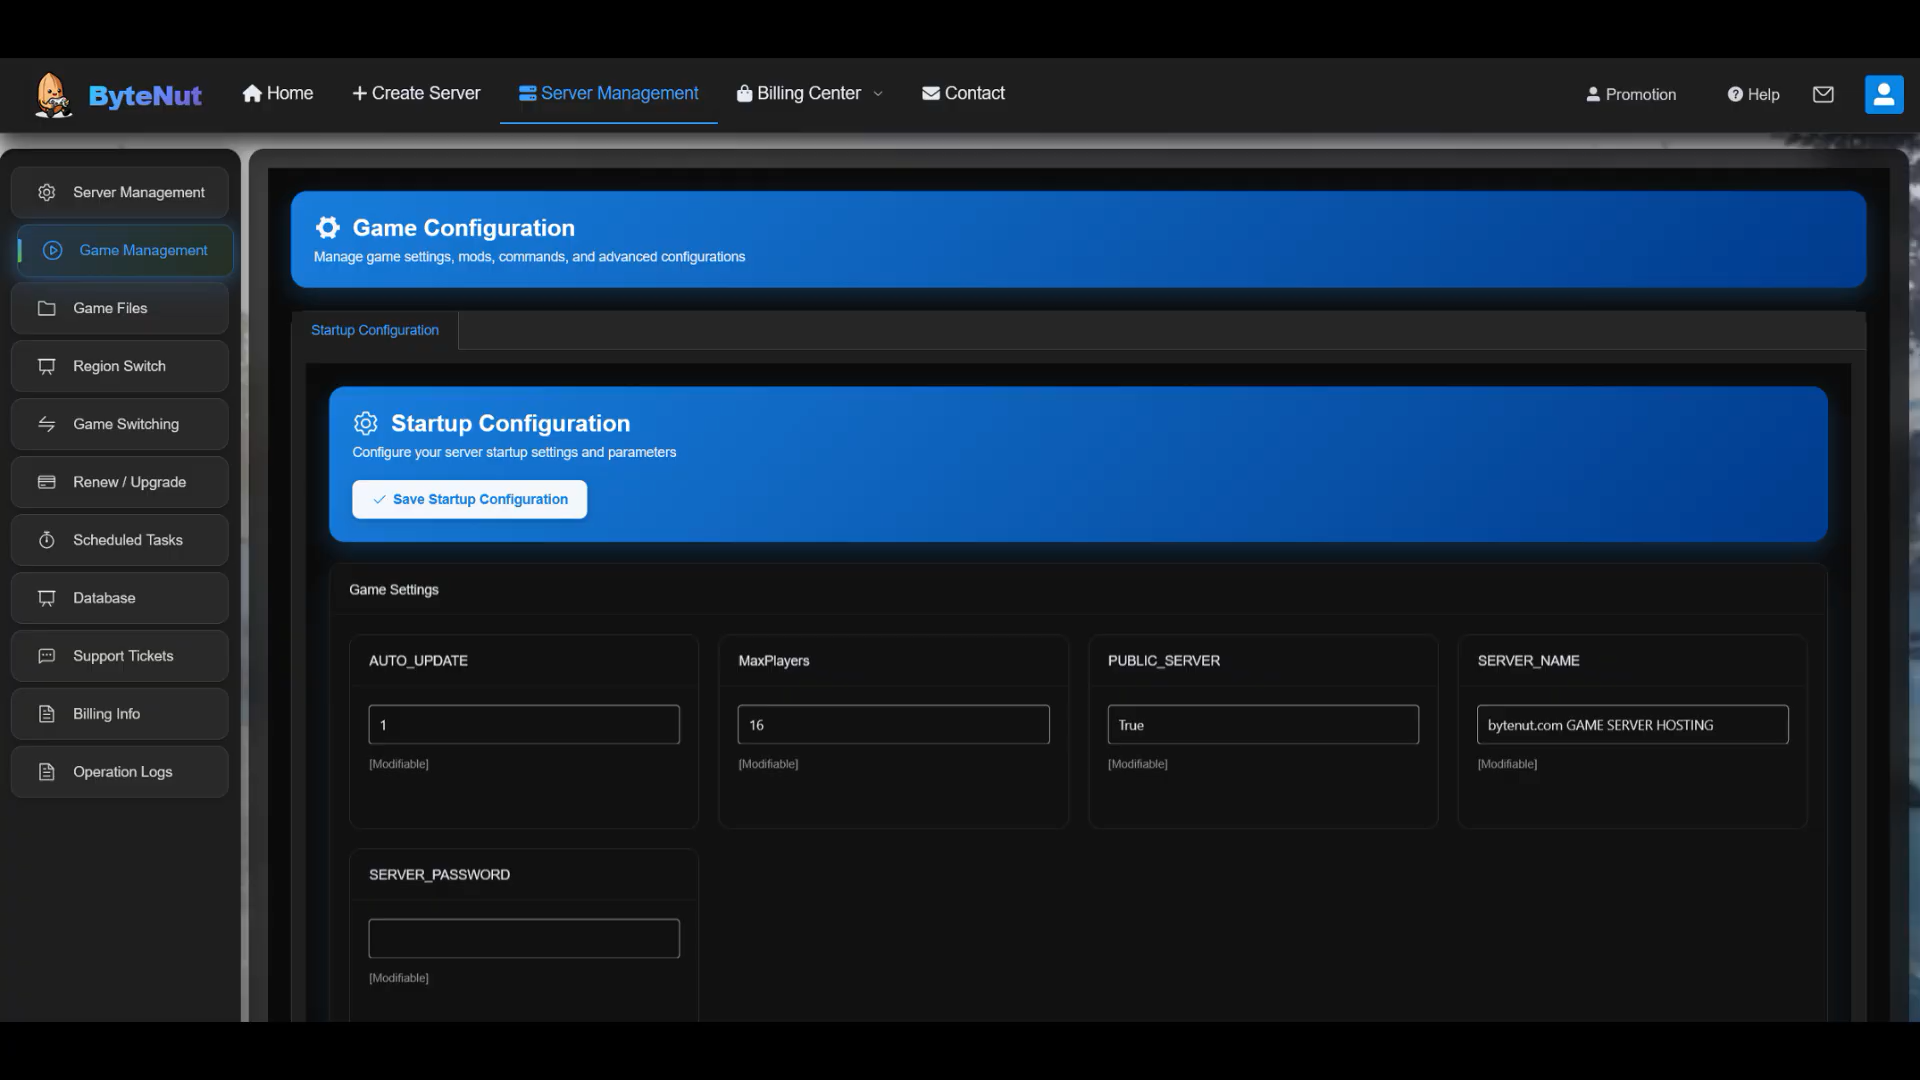 ByteNut
Home
Create Server
Server Management
Billing Center
Contact
Promotion
Help
Server Management
Game Management
Game Files
Region Switch
Game Switching
Renew / Upgrade
Scheduled Tasks
Database
Support Tickets
Billing Info
Operation Logs
Game Configuration
Manage game settings, mods, commands, and advanced configurations
Startup Configuration
Startup Configuration
Configure your server startup settings and parameters
Save Startup Configuration
Game Settings
AUTO_UPDATE
1
[Modifiable]
MaxPlayers
16
[Modifiable]
PUBLIC_SERVER
True
[Modifiable]
SERVER_NAME
bytenut.com GAME SERVER HOSTING
[Modifiable]
SERVER_PASSWORD
[Modifiable]